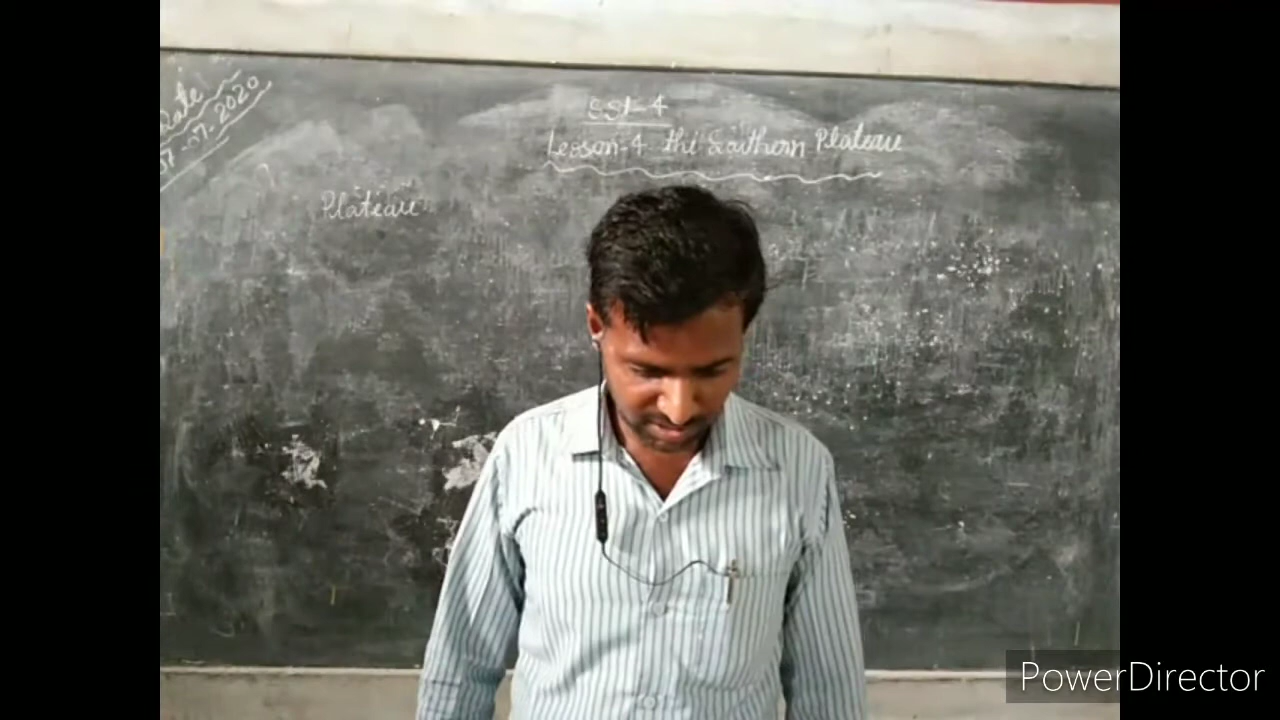 Date
07.07.2020
SST-4
Lesson-4 the Southern Plateau
Plateau
PowerDirector